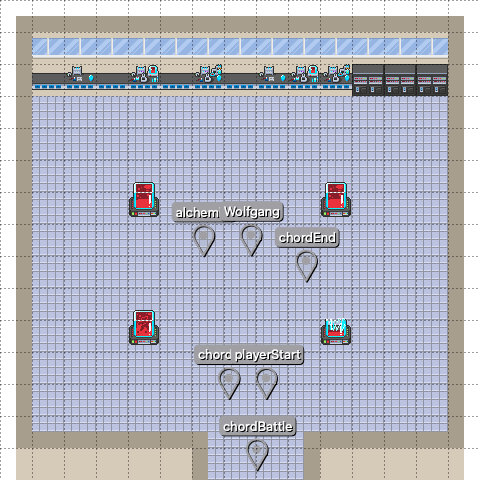 alchem
Wolfgang
chordEnd
chord
playerStart
chordBattle